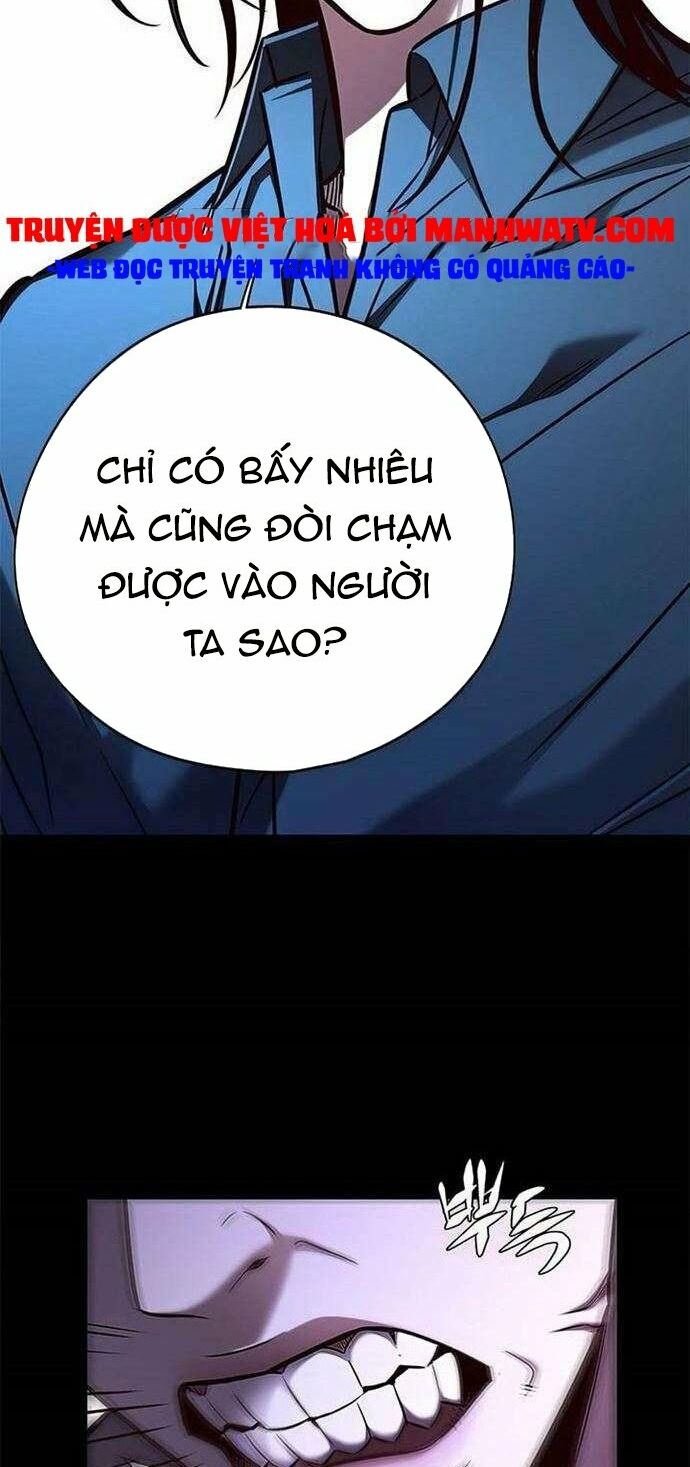 TRUYỆN ĐƯỢC VIỆT HOÁ BỞI MANHWATV.COM
-WEB ĐỌC TRUYỆN TRANH KHÔNG CÓ QUẢNG CÁO-
CHỈ CÓ BẤY NHIÊU
MÀ CŨNG ĐÒI CHẠM
ĐƯỢC VÀO NGƯỜI
TA SAO?
뿌득